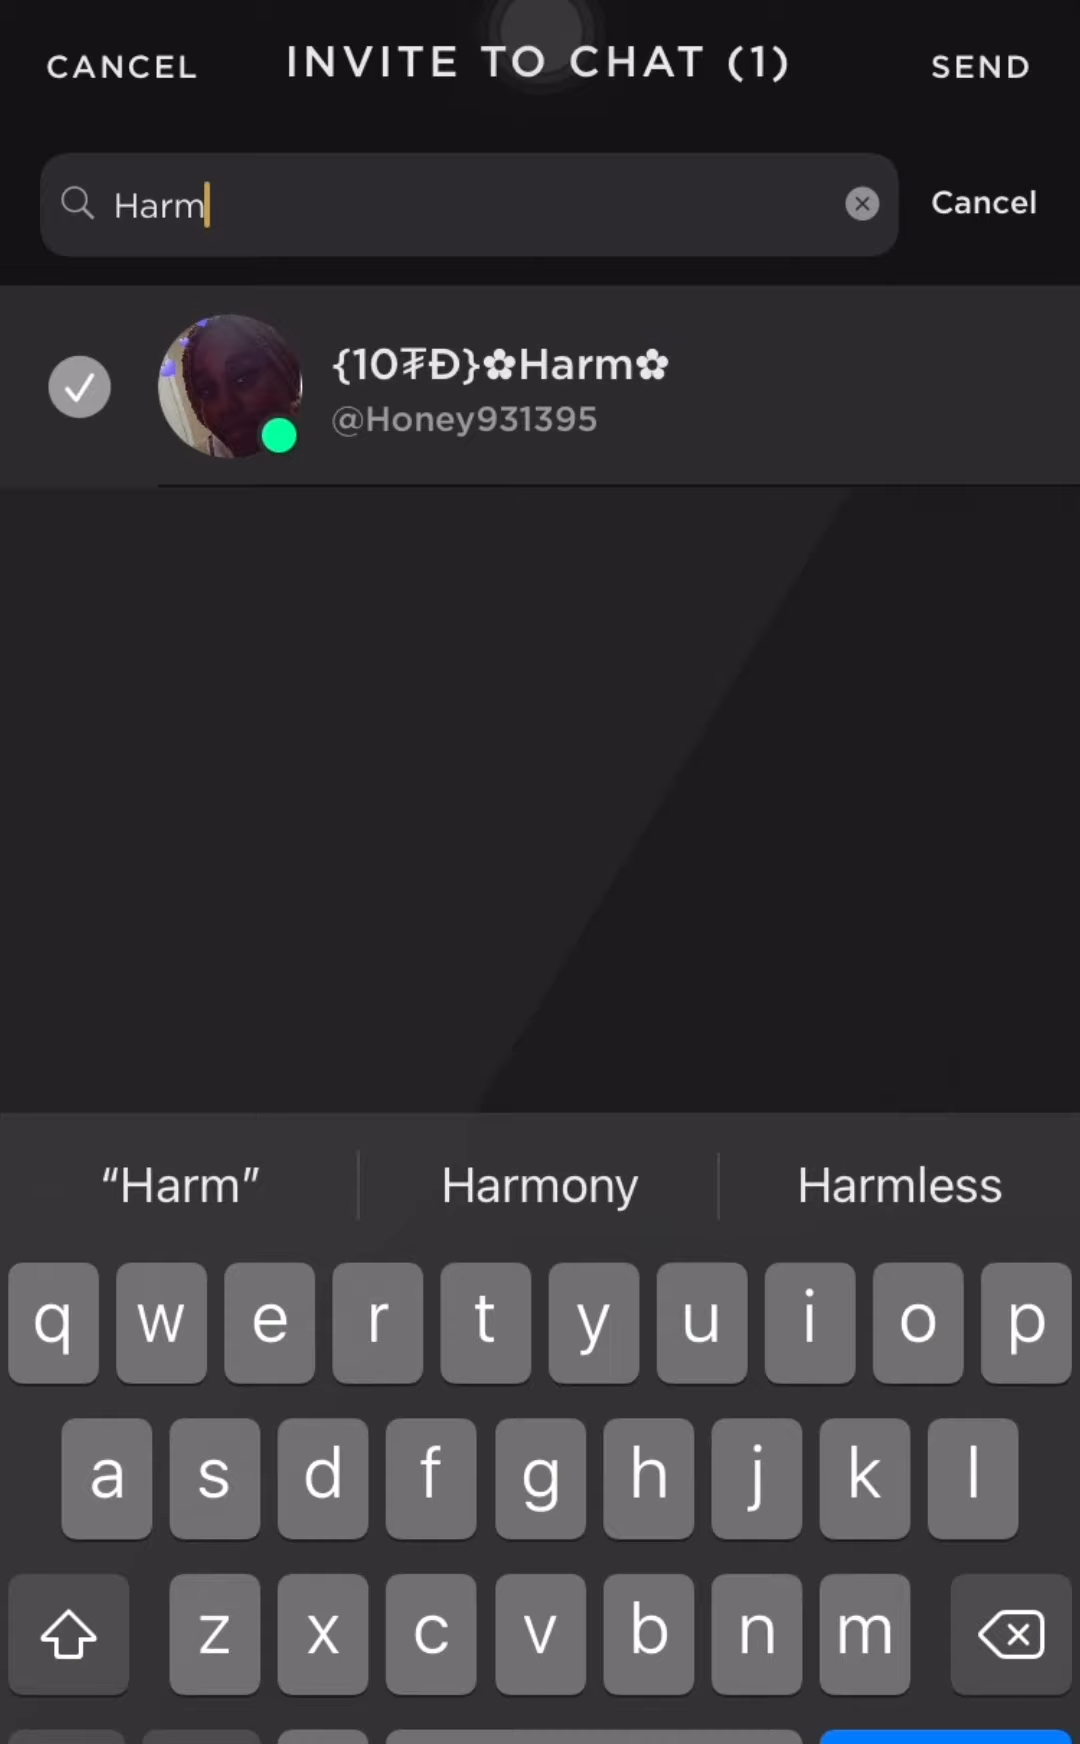 CANCEL INVITE TO CHAT (1) SEND
Harm Cancel
{10₮Đ}✿Harm✿
@Honey931395
“Harm” Harmony Harmless
q w e r t y u i o p
a s d f g h j k l
z x c v b n m